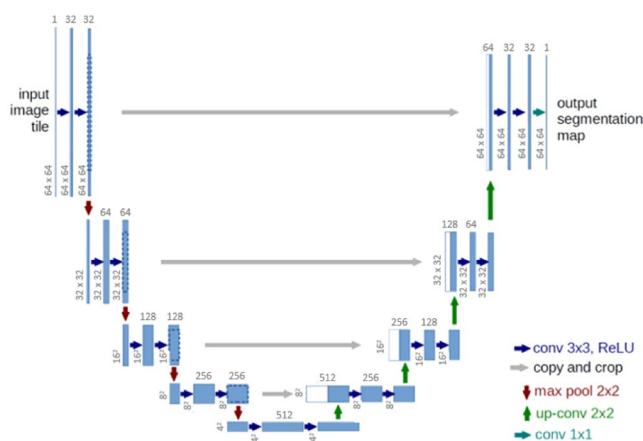 1 32 32
64 32 32 1
input
image
tile
output
segmentation
map
64 x 64
64 x 64
64 x 64
64 x 64
64 x 64
64 x 64
64 x 64
64 64
128 64
32 x 32
32 x 32
32 x 32
32 x 32
32 x 32
32 x 32
128 128
256 128
16²
16²
16²
16²
16²
16²
256 256
512 256
8²
8²
8²
8²
8²
8²
512
4²
4²
4²
conv 3x3, ReLU
copy and crop
max pool 2x2
up-conv 2x2
conv 1x1